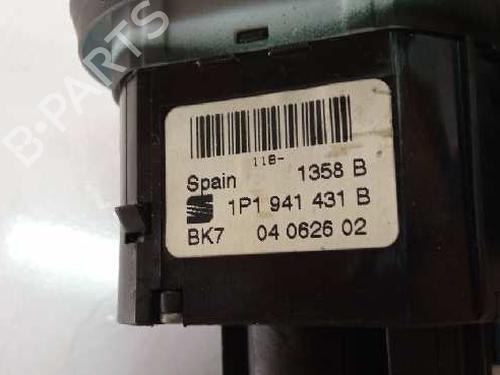 B-PARTS
118-
Spain 1358 B
1P1 941 431 B
BK7 04 0626 02